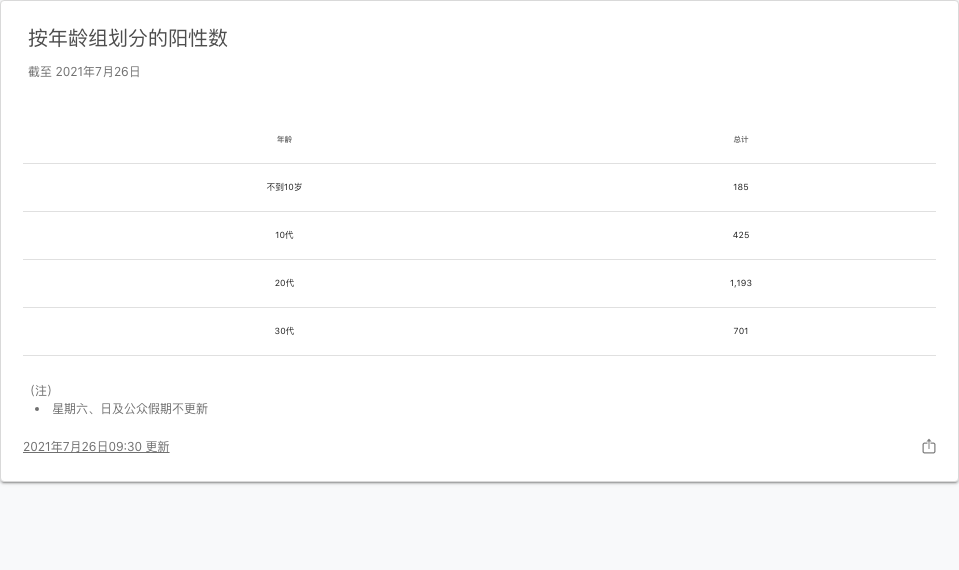 按年龄组划分的阳性数
截至 2021年7月26日
年龄 总计
不到10岁 185
10代 425
20代 1,193
30代 701
（注）
• 星期六、日及公众假期不更新
2021年7月26日09:30 更新